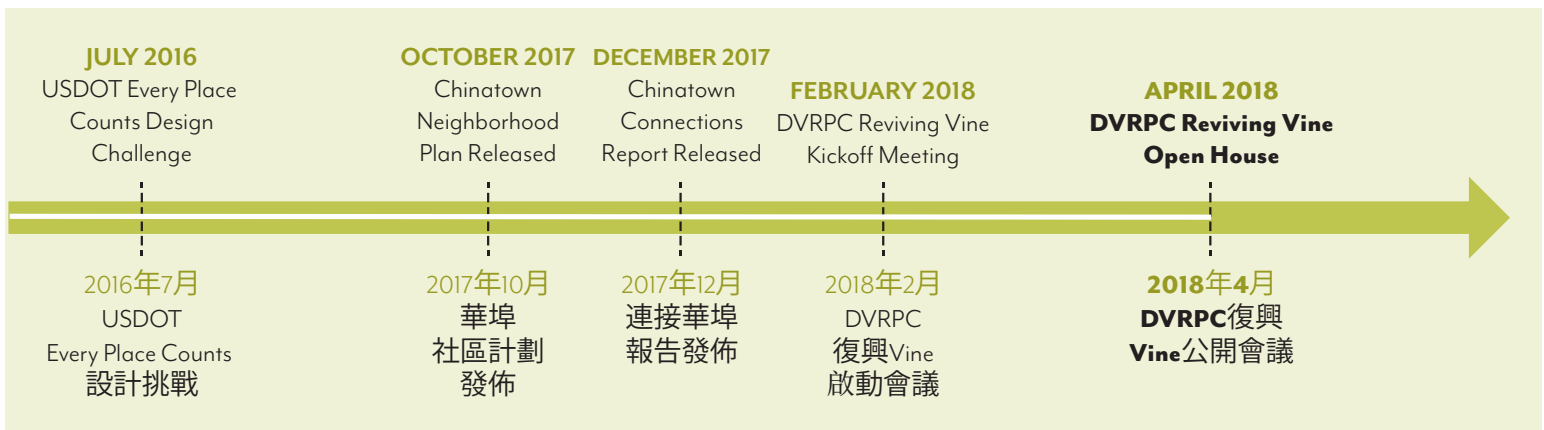 JULY 2016
USDOT Every Place
Counts Design
Challenge
OCTOBER 2017
Chinatown
Neighborhood
Plan Released
DECEMBER 2017
Chinatown
Connections
Report Released
FEBRUARY 2018
DVRPC Reviving Vine
Kickoff Meeting
APRIL 2018
DVRPC Reviving Vine
Open House
2016年7月
USDOT
Every Place Counts
設計挑戰
2017年10月
華埠
社區計劃
發佈
2017年12月
連接華埠
報告發佈
2018年2月
DVRPC
復興Vine
啟動會議
2018年4月
DVRPC復興
Vine公開會議